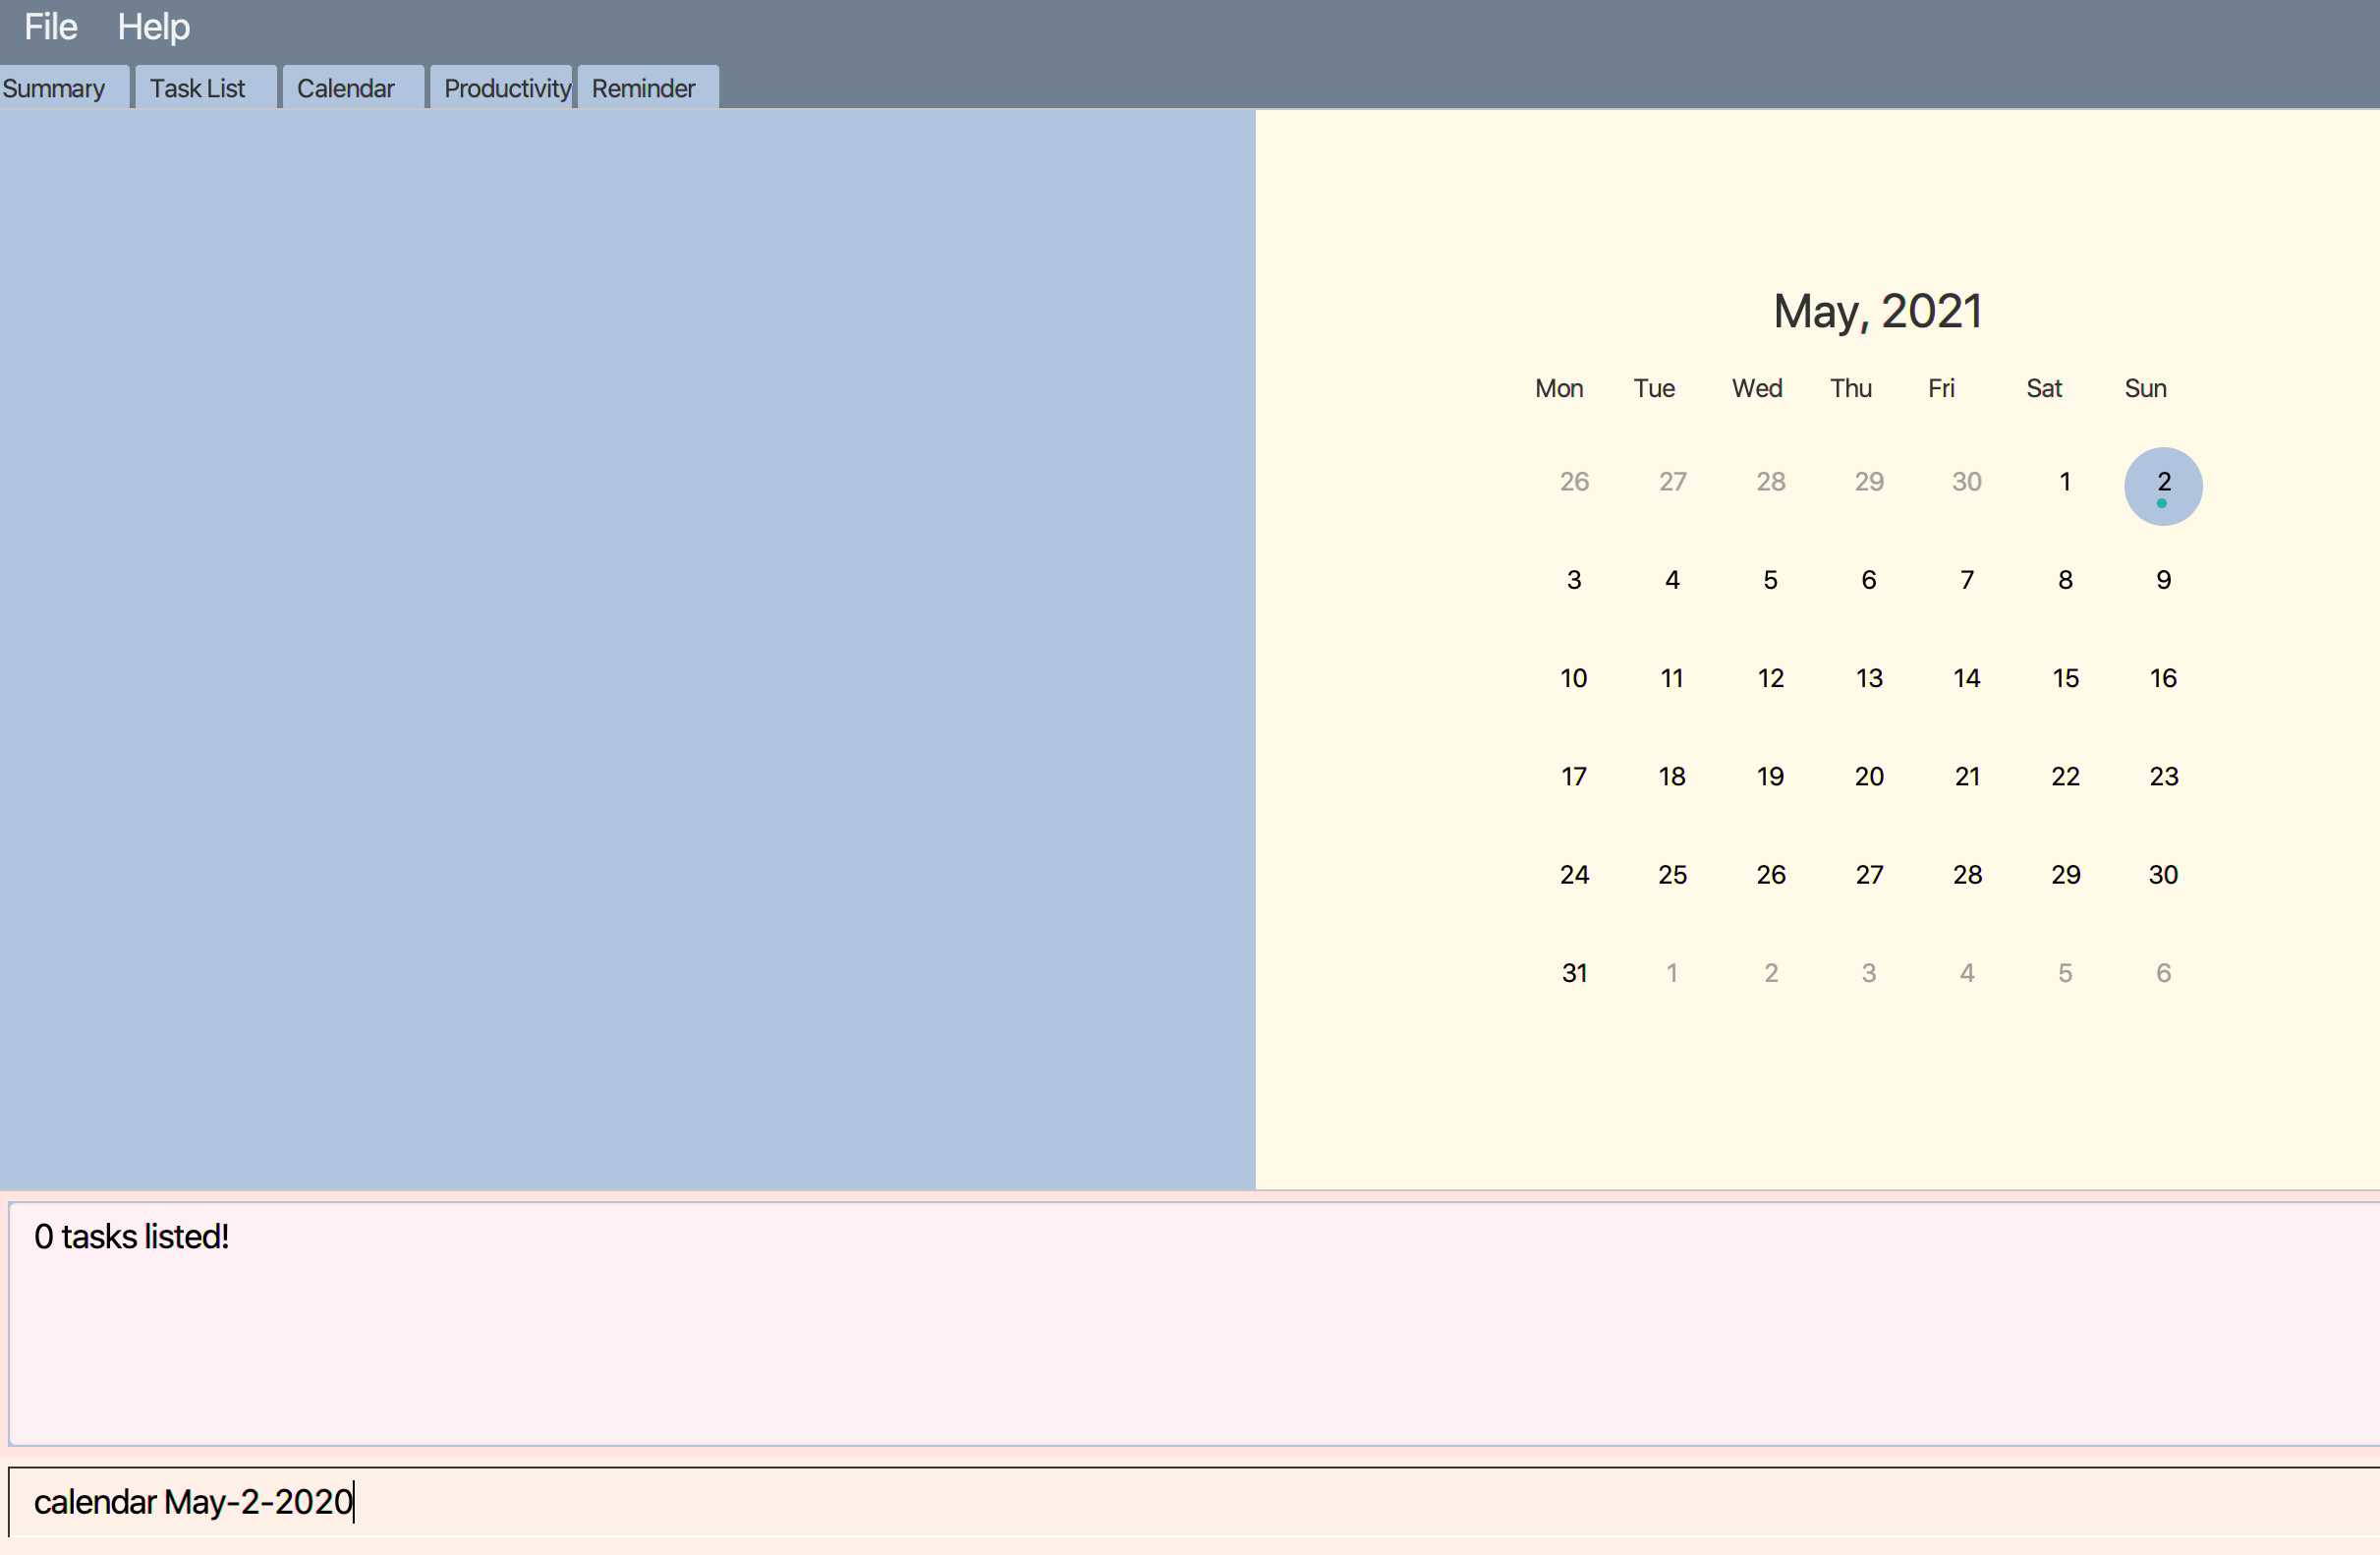 File Help
Summary Task List Calendar Productivity Reminder
May, 2021
Mon Tue Wed Thu Fri Sat Sun
26 27 28 29 30 1 2
3 4 5 6 7 8 9
10 11 12 13 14 15 16
17 18 19 20 21 22 23
24 25 26 27 28 29 30
31 1 2 3 4 5 6
0 tasks listed!
calendar May-2-2020